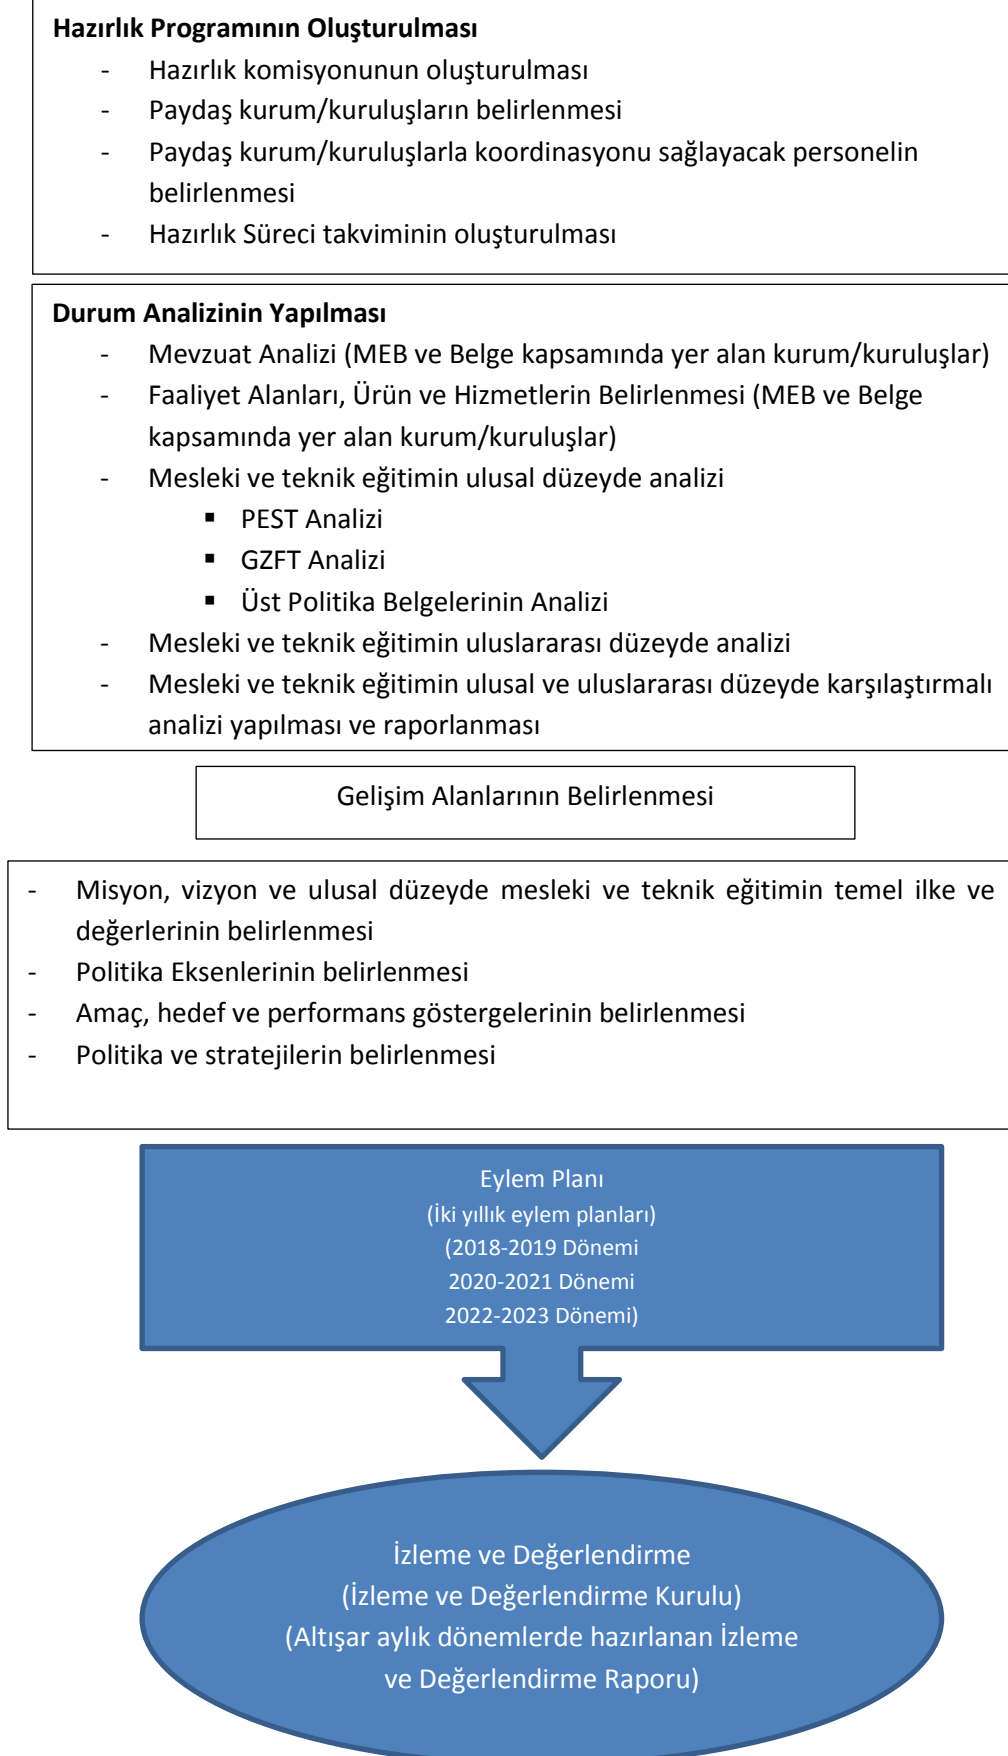 Hazırlık Programının Oluşturulması
- Hazırlık komisyonunun oluşturulması
- Paydaş kurum/kuruluşların belirlenmesi
- Paydaş kurum/kuruluşlarla koordinasyonu sağlayacak personelin
belirlenmesi
- Hazırlık Süreci takviminin oluşturulması
Durum Analizinin Yapılması
- Mevzuat Analizi (MEB ve Belge kapsamında yer alan kurum/kuruluşlar)
- Faaliyet Alanları, Ürün ve Hizmetlerin Belirlenmesi (MEB ve Belge
kapsamında yer alan kurum/kuruluşlar)
- Mesleki ve teknik eğitimin ulusal düzeyde analizi
▪ PEST Analizi
▪ GZFT Analizi
▪ Üst Politika Belgelerinin Analizi
- Mesleki ve teknik eğitimin uluslararası düzeyde analizi
- Mesleki ve teknik eğitimin ulusal ve uluslararası düzeyde karşılaştırmalı
analizi yapılması ve raporlanması
Gelişim Alanlarının Belirlenmesi
- Misyon, vizyon ve ulusal düzeyde mesleki ve teknik eğitimin temel ilke ve
değerlerinin belirlenmesi
- Politika Eksenlerinin belirlenmesi
- Amaç, hedef ve performans göstergelerinin belirlenmesi
- Politika ve stratejilerin belirlenmesi
Eylem Planı
(İki yıllık eylem planları)
(2018-2019 Dönemi
2020-2021 Dönemi
2022-2023 Dönemi)
İzleme ve Değerlendirme
(İzleme ve Değerlendirme Kurulu)
(Altışar aylık dönemlerde hazırlanan İzleme
ve Değerlendirme Raporu)